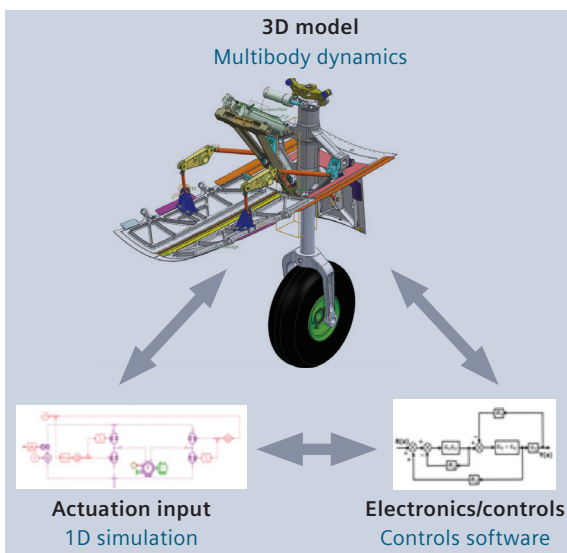 3D model
Multibody dynamics
Actuation input
1D simulation
Electronics/controls
Controls software